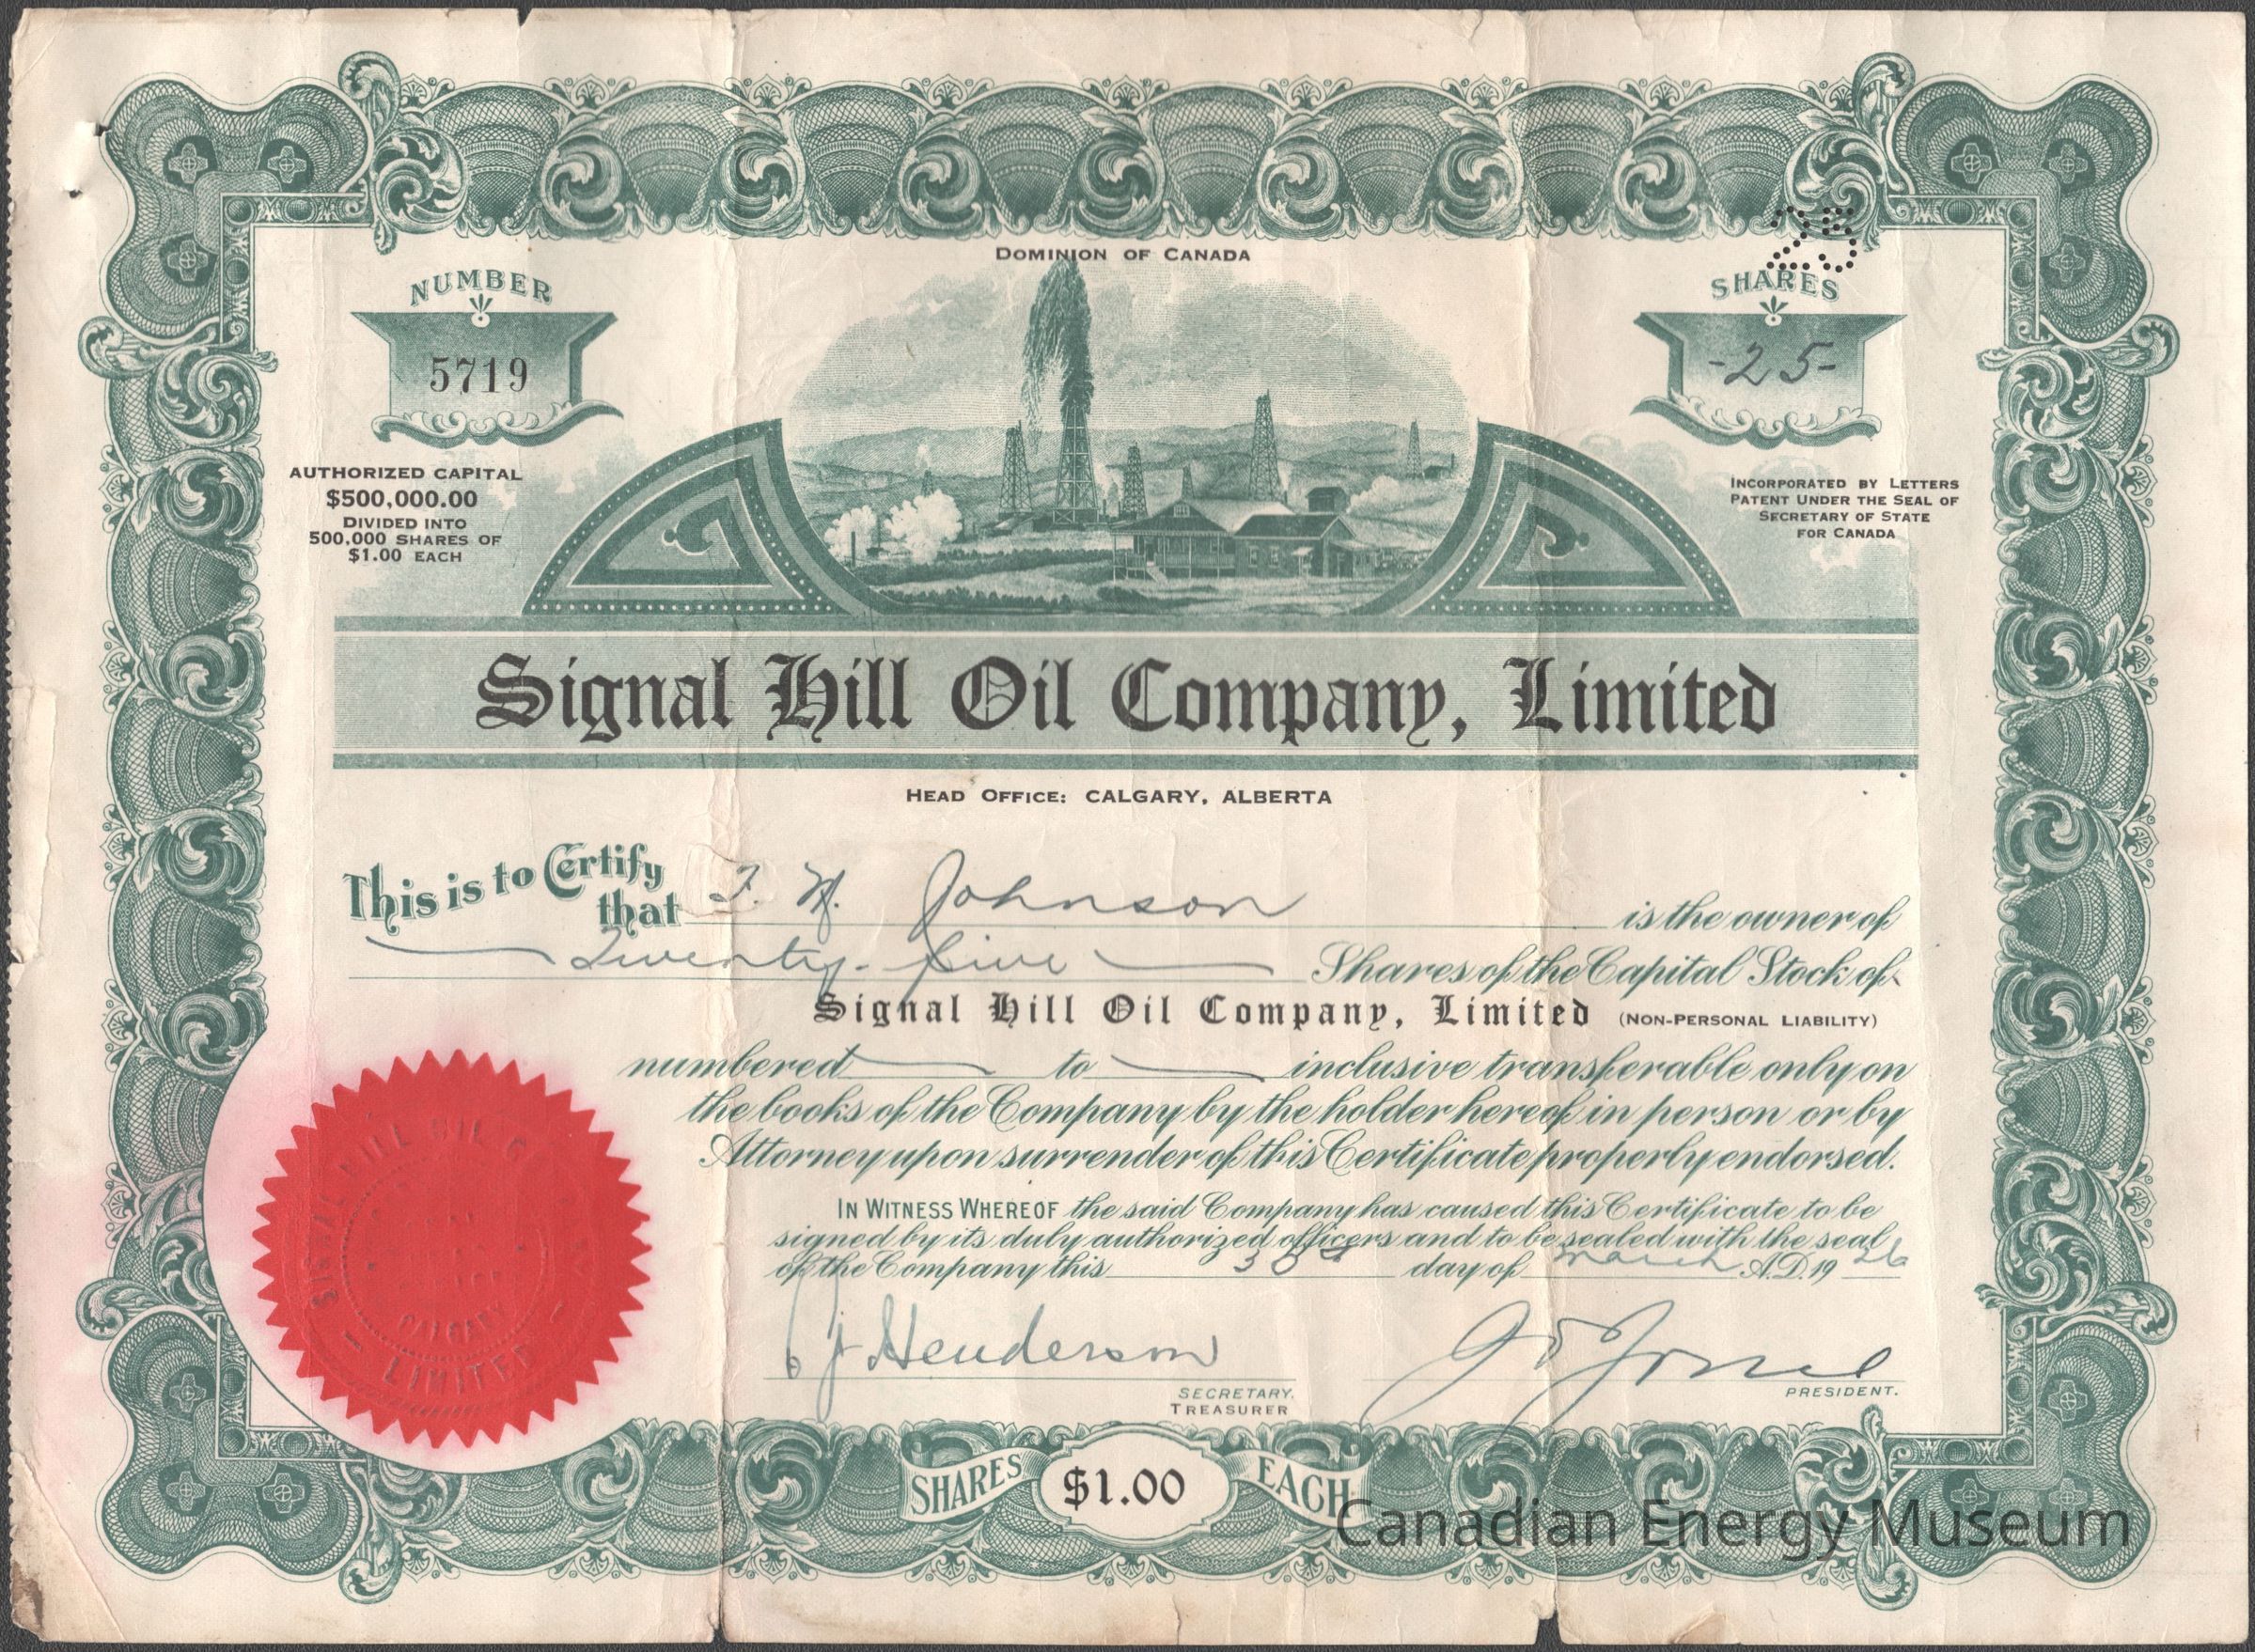 DOMINION OF CANADA
NUMBER
5719
25
SHARES
-25-
AUTHORIZED CAPITAL
$500,000.00
DIVIDED INTO
500,000 SHARES OF
$1.00 EACH
INCORPORATED BY LETTERS
PATENT UNDER THE SEAL OF
SECRETARY OF STATE
FOR CANADA
Signal Hill Oil Company, Limited
HEAD OFFICE: CALGARY, ALBERTA
This is to Certify
that Johnson is the owner of
Twenty-five Shares of the Capital Stock of
Signal Hill Oil Company, Limited (NON-PERSONAL LIABILITY)
numbered to inclusive transferable only on
the books of the Company by the holder hereof in person or by
Attorney upon surrender of this Certificate properly endorsed.
IN WITNESS WHEREOF the said Company has caused this Certificate to be
signed by its duly authorized officers and to be sealed with the seal
of the Company this 30th day of March A.D. 19 26
Henderson
SECRETARY.
TREASURER
PRESIDENT.
SIGNAL HILL OIL
CALGARY
LIMITED
SHARES $1.00 EACH
Canadian Energy Museum